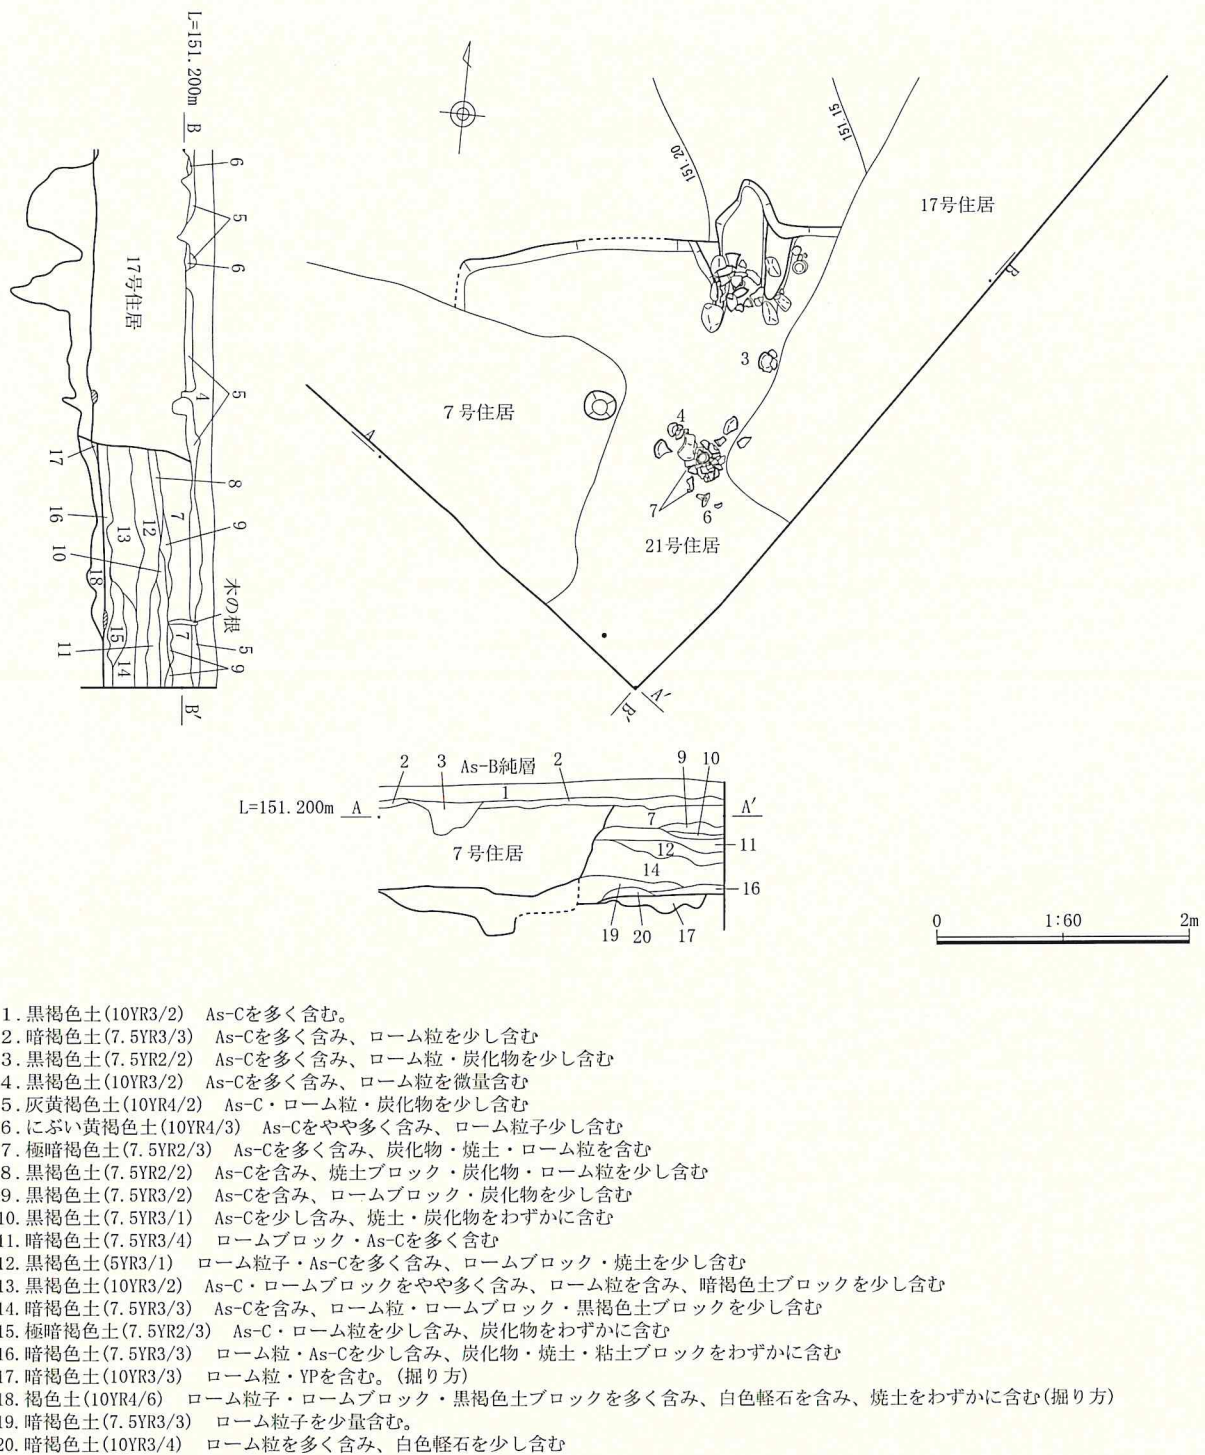 L=151.200m B
6
5
6
17号住居
5
4
17
8
7
9
16
12
13
10
18
木の根
15
7
5
11
14
9
B′
151.20
151.15
17号住居
B
3
7号住居
A
4
7
6
21号住居
A′
B′
2 3 As-B純層 2 9 10
1
L=151.200m A
A′
7
11
7号住居
12
14
16
19 20 17
0 1:60 2m
1.黒褐色土(10YR3/2) As-Cを多く含む。
2.暗褐色土(7.5YR3/3) As-Cを多く含み、ローム粒を少し含む
3.黒褐色土(7.5YR2/2) As-Cを多く含み、ローム粒・炭化物を少し含む
4.黒褐色土(10YR3/2) As-Cを多く含み、ローム粒を微量含む
5.灰黄褐色土(10YR4/2) As-C・ローム粒・炭化物を少し含む
6.にぶい黄褐色土(10YR4/3) As-Cをやや多く含み、ローム粒子少し含む
7.極暗褐色土(7.5YR2/3) As-Cを多く含み、炭化物・焼土・ローム粒を含む
8.黒褐色土(7.5YR2/2) As-Cを含み、焼土ブロック・炭化物・ローム粒を少し含む
9.黒褐色土(7.5YR3/2) As-Cを含み、ロームブロック・炭化物を少し含む
10.黒褐色土(7.5YR3/1) As-Cを少し含み、焼土・炭化物をわずかに含む
11.暗褐色土(7.5YR3/4) ロームブロック・As-Cを多く含む
12.黒褐色土(5YR3/1) ローム粒子・As-Cを多く含み、ロームブロック・焼土を少し含む
13.黒褐色土(10YR3/2) As-C・ロームブロックをやや多く含み、ローム粒を含み、暗褐色土ブロックを少し含む
14.暗褐色土(7.5YR3/3) As-Cを含み、ローム粒・ロームブロック・黒褐色土ブロックを少し含む
15.極暗褐色土(7.5YR2/3) As-C・ローム粒を少し含み、炭化物をわずかに含む
16.暗褐色土(7.5YR3/3) ローム粒・As-Cを少し含み、炭化物・焼土・粘土ブロックをわずかに含む
17.暗褐色土(10YR3/3) ローム粒・YPを含む。(掘り方)
18.褐色土(10YR4/6) ローム粒子・ロームブロック・黒褐色土ブロックを多く含み、白色軽石を含み、焼土をわずかに含む(掘り方)
19.暗褐色土(7.5YR3/3) ローム粒子を少量含む。
20.暗褐色土(10YR3/4) ローム粒を多く含み、白色軽石を少し含む